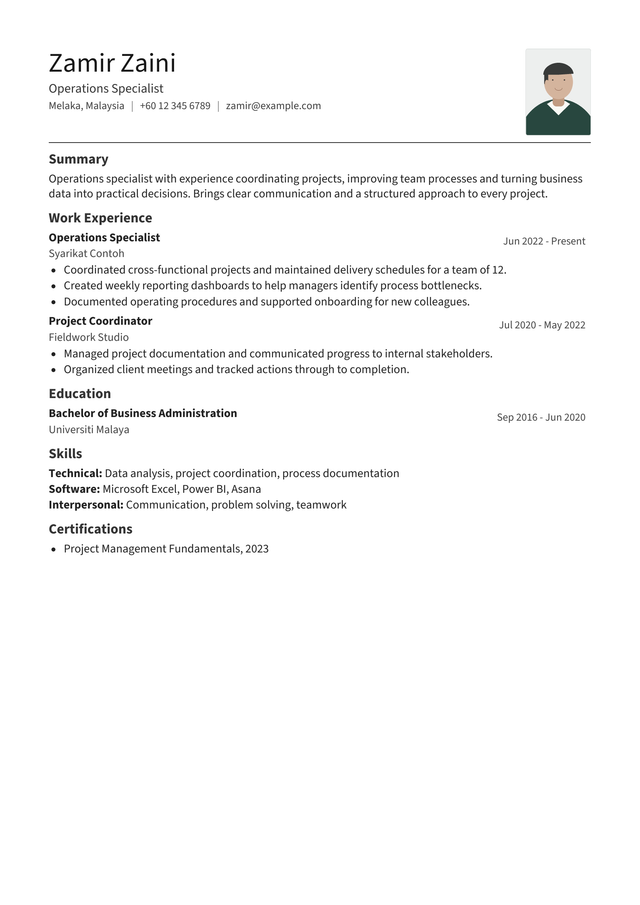 Zamir Zaini
Operations Specialist
Melaka, Malaysia | +60 12 345 6789 | zamir@example.com
Summary
Operations specialist with experience coordinating projects, improving team processes and turning business
data into practical decisions. Brings clear communication and a structured approach to every project.
Work Experience
Operations Specialist
Jun 2022 - Present
Syarikat Contoh
• Coordinated cross-functional projects and maintained delivery schedules for a team of 12.
• Created weekly reporting dashboards to help managers identify process bottlenecks.
• Documented operating procedures and supported onboarding for new colleagues.
Project Coordinator
Jul 2020 - May 2022
Fieldwork Studio
• Managed project documentation and communicated progress to internal stakeholders.
• Organized client meetings and tracked actions through to completion.
Education
Bachelor of Business Administration
Sep 2016 - Jun 2020
Universiti Malaya
Skills
Technical: Data analysis, project coordination, process documentation
Software: Microsoft Excel, Power BI, Asana
Interpersonal: Communication, problem solving, teamwork
Certifications
• Project Management Fundamentals, 2023